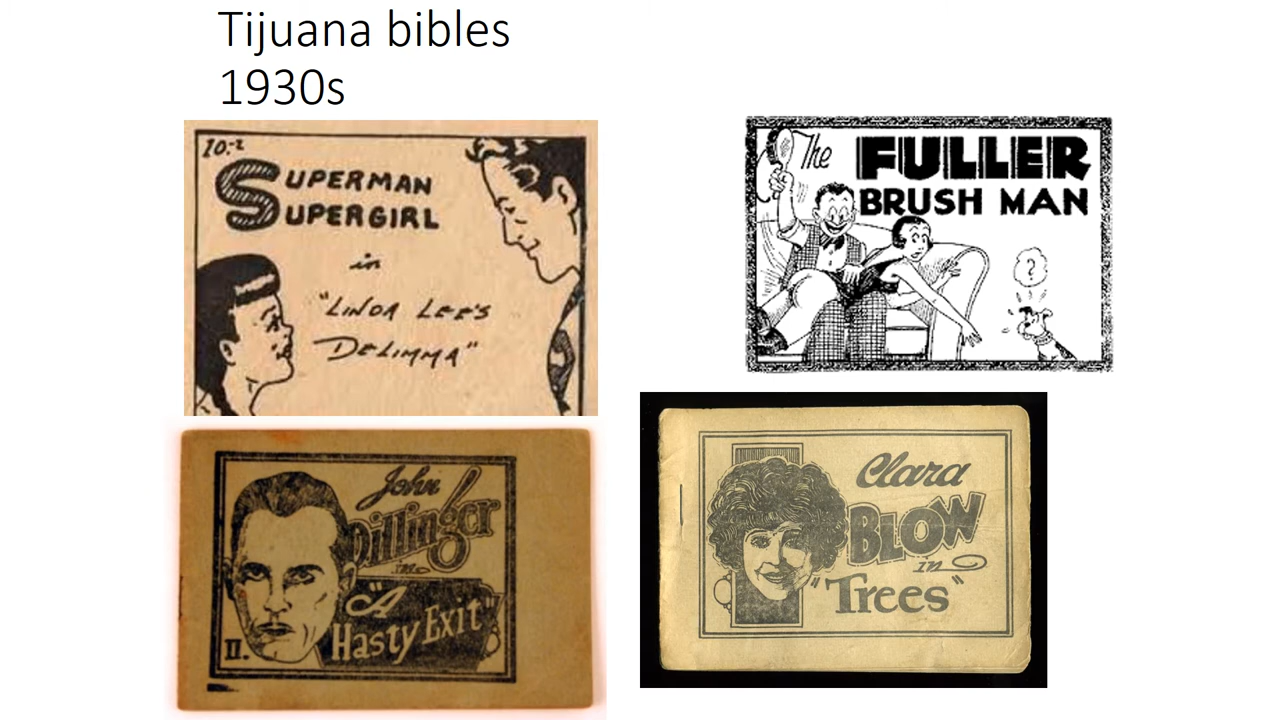 Tijuana bibles
1930s
10.-¢
SUPERMAN
SUPERGIRL
in
"LINDA LEE'S
DELIMMA"
The FULLER
BRUSH MAN
?
John
Dillinger
in
"A
Hasty Exit"
II.
Clara
BLOW
in
"Trees"